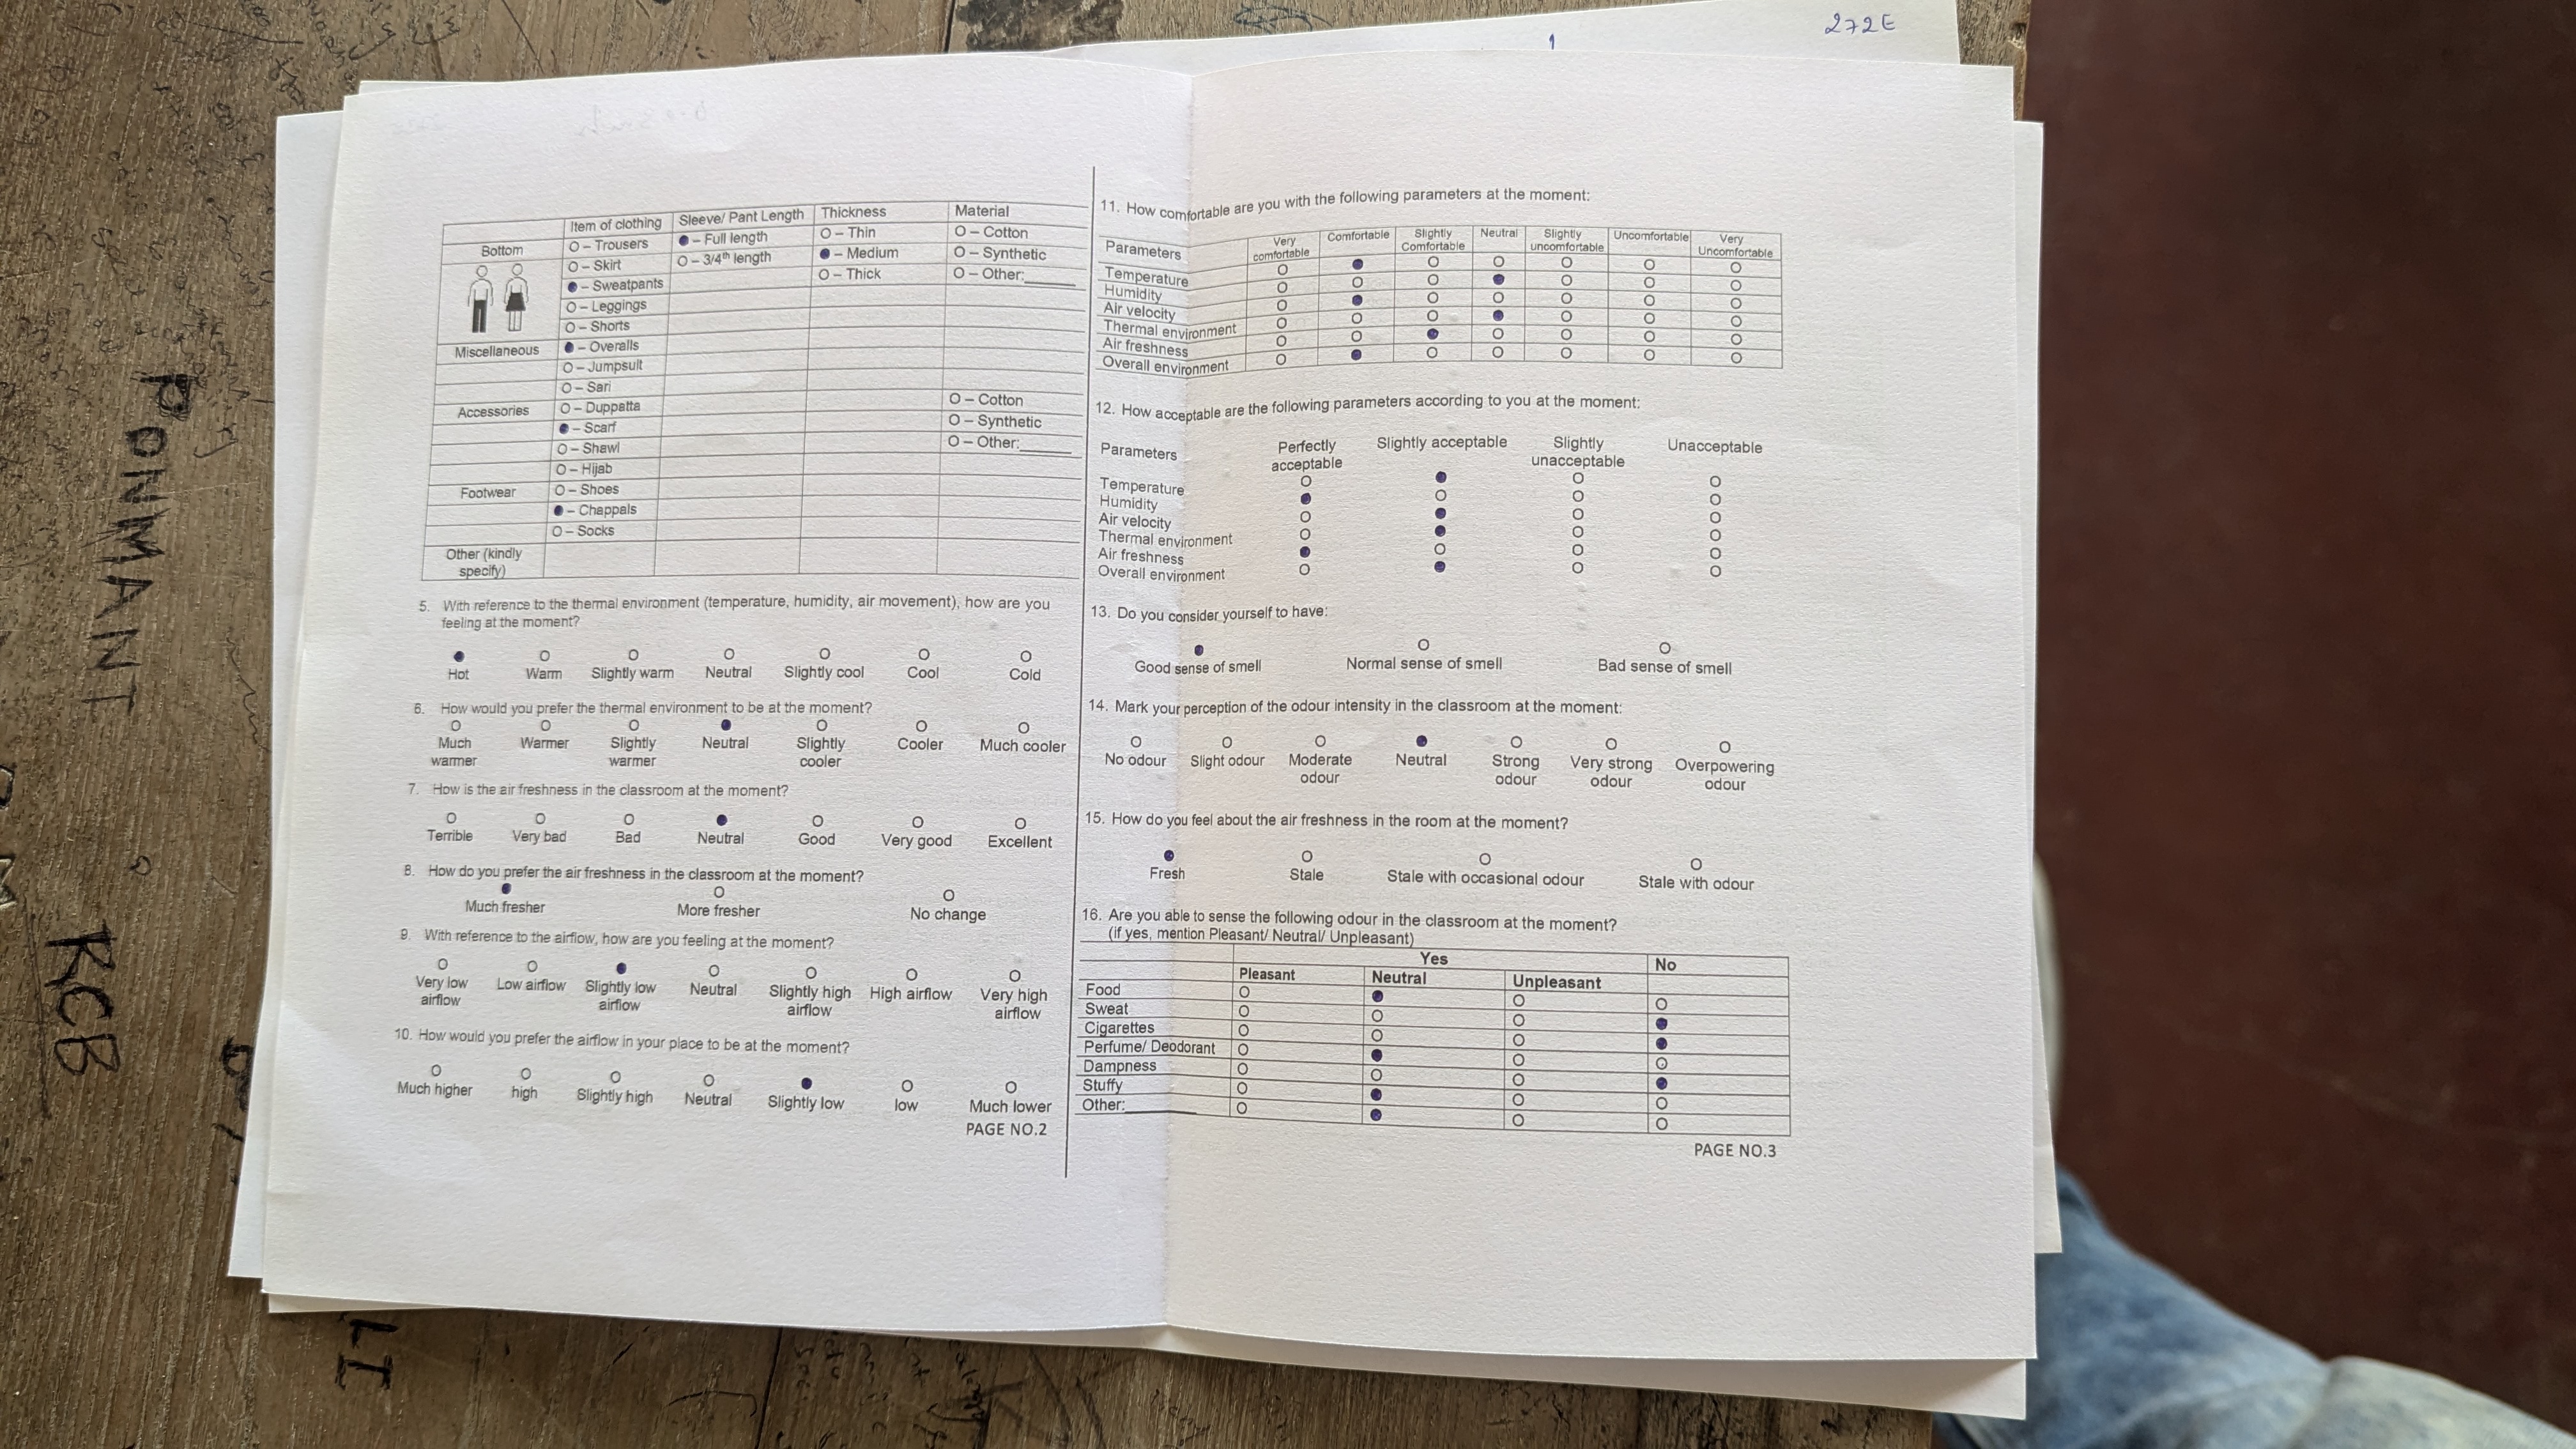 272E
1
Item of clothing Sleeve/ Pant Length Thickness Material
Bottom O – Trousers ● – Full length O – Thin O – Cotton
O – Skirt O – 3/4th length ● – Medium O – Synthetic
● – Sweatpants O – Thick O – Other:______
O – Leggings
O – Shorts
Miscellaneous ● – Overalls
O – Jumpsuit
O – Sari
Accessories O – Duppatta O – Cotton
● – Scarf O – Synthetic
O – Shawl O – Other:______
O – Hijab
Footwear O – Shoes
● – Chappals
O – Socks
Other (kindly
specify)
5. With reference to the thermal environment (temperature, humidity, air movement), how are you
feeling at the moment?
● O O O O O O
Hot Warm Slightly warm Neutral Slightly cool Cool Cold
6. How would you prefer the thermal environment to be at the moment?
O O O ● O O O
Much Warmer Slightly Neutral Slightly Cooler Much cooler
warmer warmer cooler
7. How is the air freshness in the classroom at the moment?
O O O ● O O O
Terrible Very bad Bad Neutral Good Very good Excellent
8. How do you prefer the air freshness in the classroom at the moment?
● O O
Much fresher More fresher No change
9. With reference to the airflow, how are you feeling at the moment?
O O ● O O O O
Very low Low airflow Slightly low Neutral Slightly high High airflow Very high
airflow airflow airflow airflow
10. How would you prefer the airflow in your place to be at the moment?
O O O O ● O O
Much higher high Slightly high Neutral Slightly low low Much lower
PAGE NO.2
11. How comfortable are you with the following parameters at the moment:
Parameters Very Comfortable Slightly Neutral Slightly Uncomfortable Very
comfortable Comfortable uncomfortable Uncomfortable
Temperature O ● O O O O O
Humidity O O O ● O O O
Air velocity O ● O O O O O
Thermal environment O O O ● O O O
Air freshness O O ● O O O O
Overall environment O ● O O O O O
12. How acceptable are the following parameters according to you at the moment:
Parameters Perfectly Slightly acceptable Slightly Unacceptable
acceptable unacceptable
Temperature O ● O O
Humidity ● O O O
Air velocity O ● O O
Thermal environment O ● O O
Air freshness ● O O O
Overall environment O ● O O
13. Do you consider yourself to have:
● O O
Good sense of smell Normal sense of smell Bad sense of smell
14. Mark your perception of the odour intensity in the classroom at the moment:
O O O ● O O O
No odour Slight odour Moderate Neutral Strong Very strong Overpowering
odour odour odour odour
15. How do you feel about the air freshness in the room at the moment?
● O O O
Fresh Stale Stale with occasional odour Stale with odour
16. Are you able to sense the following odour in the classroom at the moment?
(if yes, mention Pleasant/ Neutral/ Unpleasant)
Yes No
Pleasant Neutral Unpleasant
Food O ● O O
Sweat O O O ●
Cigarettes O O O ●
Perfume/ Deodorant O ● O O
Dampness O O O ●
Stuffy O ● O O
Other:________ O ● O O
PAGE NO.3
PONMANT
RCB